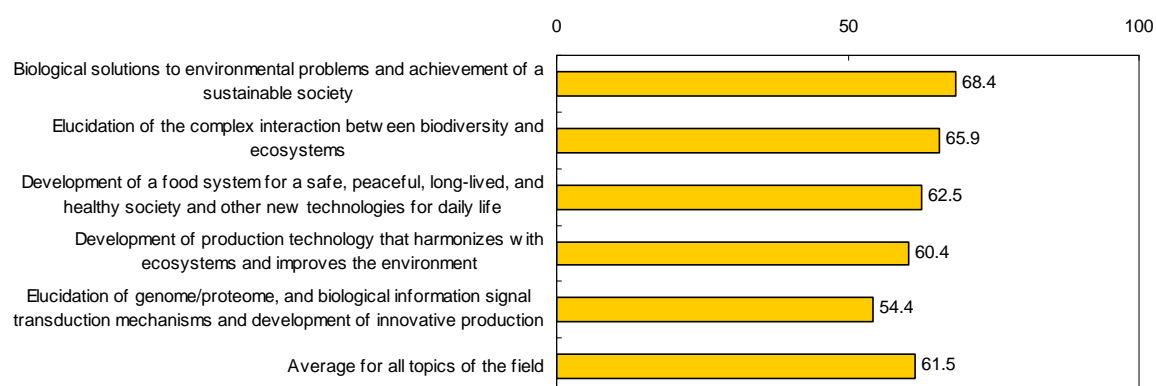 0 50 100
Biological solutions to environmental problems and achievement of a
sustainable society
68.4
Elucidation of the complex interaction between biodiversity and
ecosystems
65.9
Development of a food system for a safe, peaceful, long-lived, and
healthy society and other new technologies for daily life
62.5
Development of production technology that harmonizes with
ecosystems and improves the environment
60.4
Elucidation of genome/proteome, and biological information signal
transduction mechanisms and development of innovative production
54.4
Average for all topics of the field
61.5